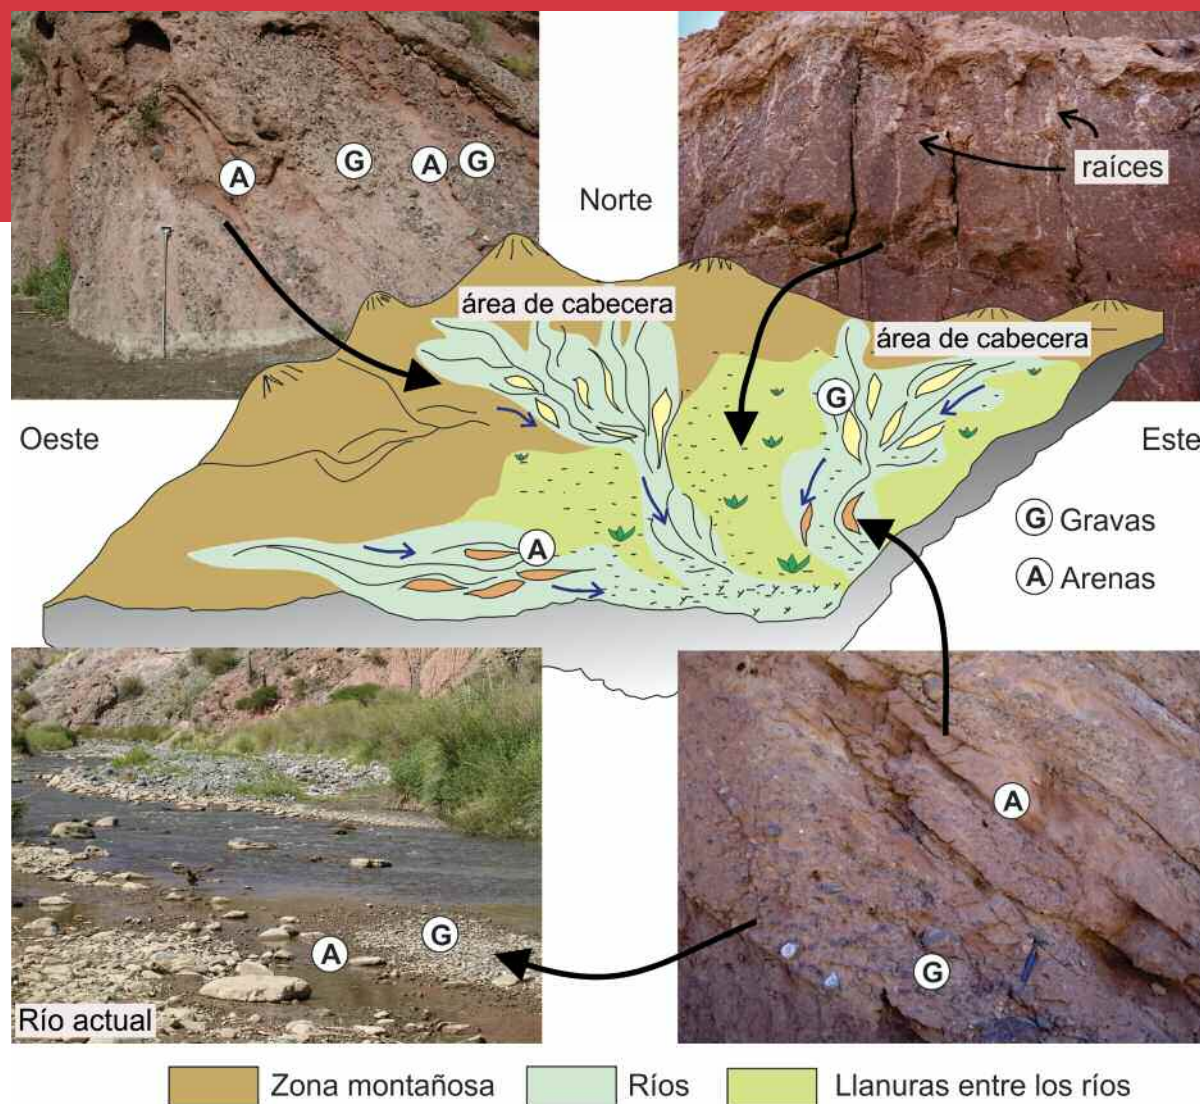 A
G
A
G
Norte
raíces
área de cabecera
área de cabecera
G
Oeste
Este
G Gravas
A
A Arenas
A
G
A
G
Río actual
Zona montañosa
Ríos
Llanuras entre los ríos